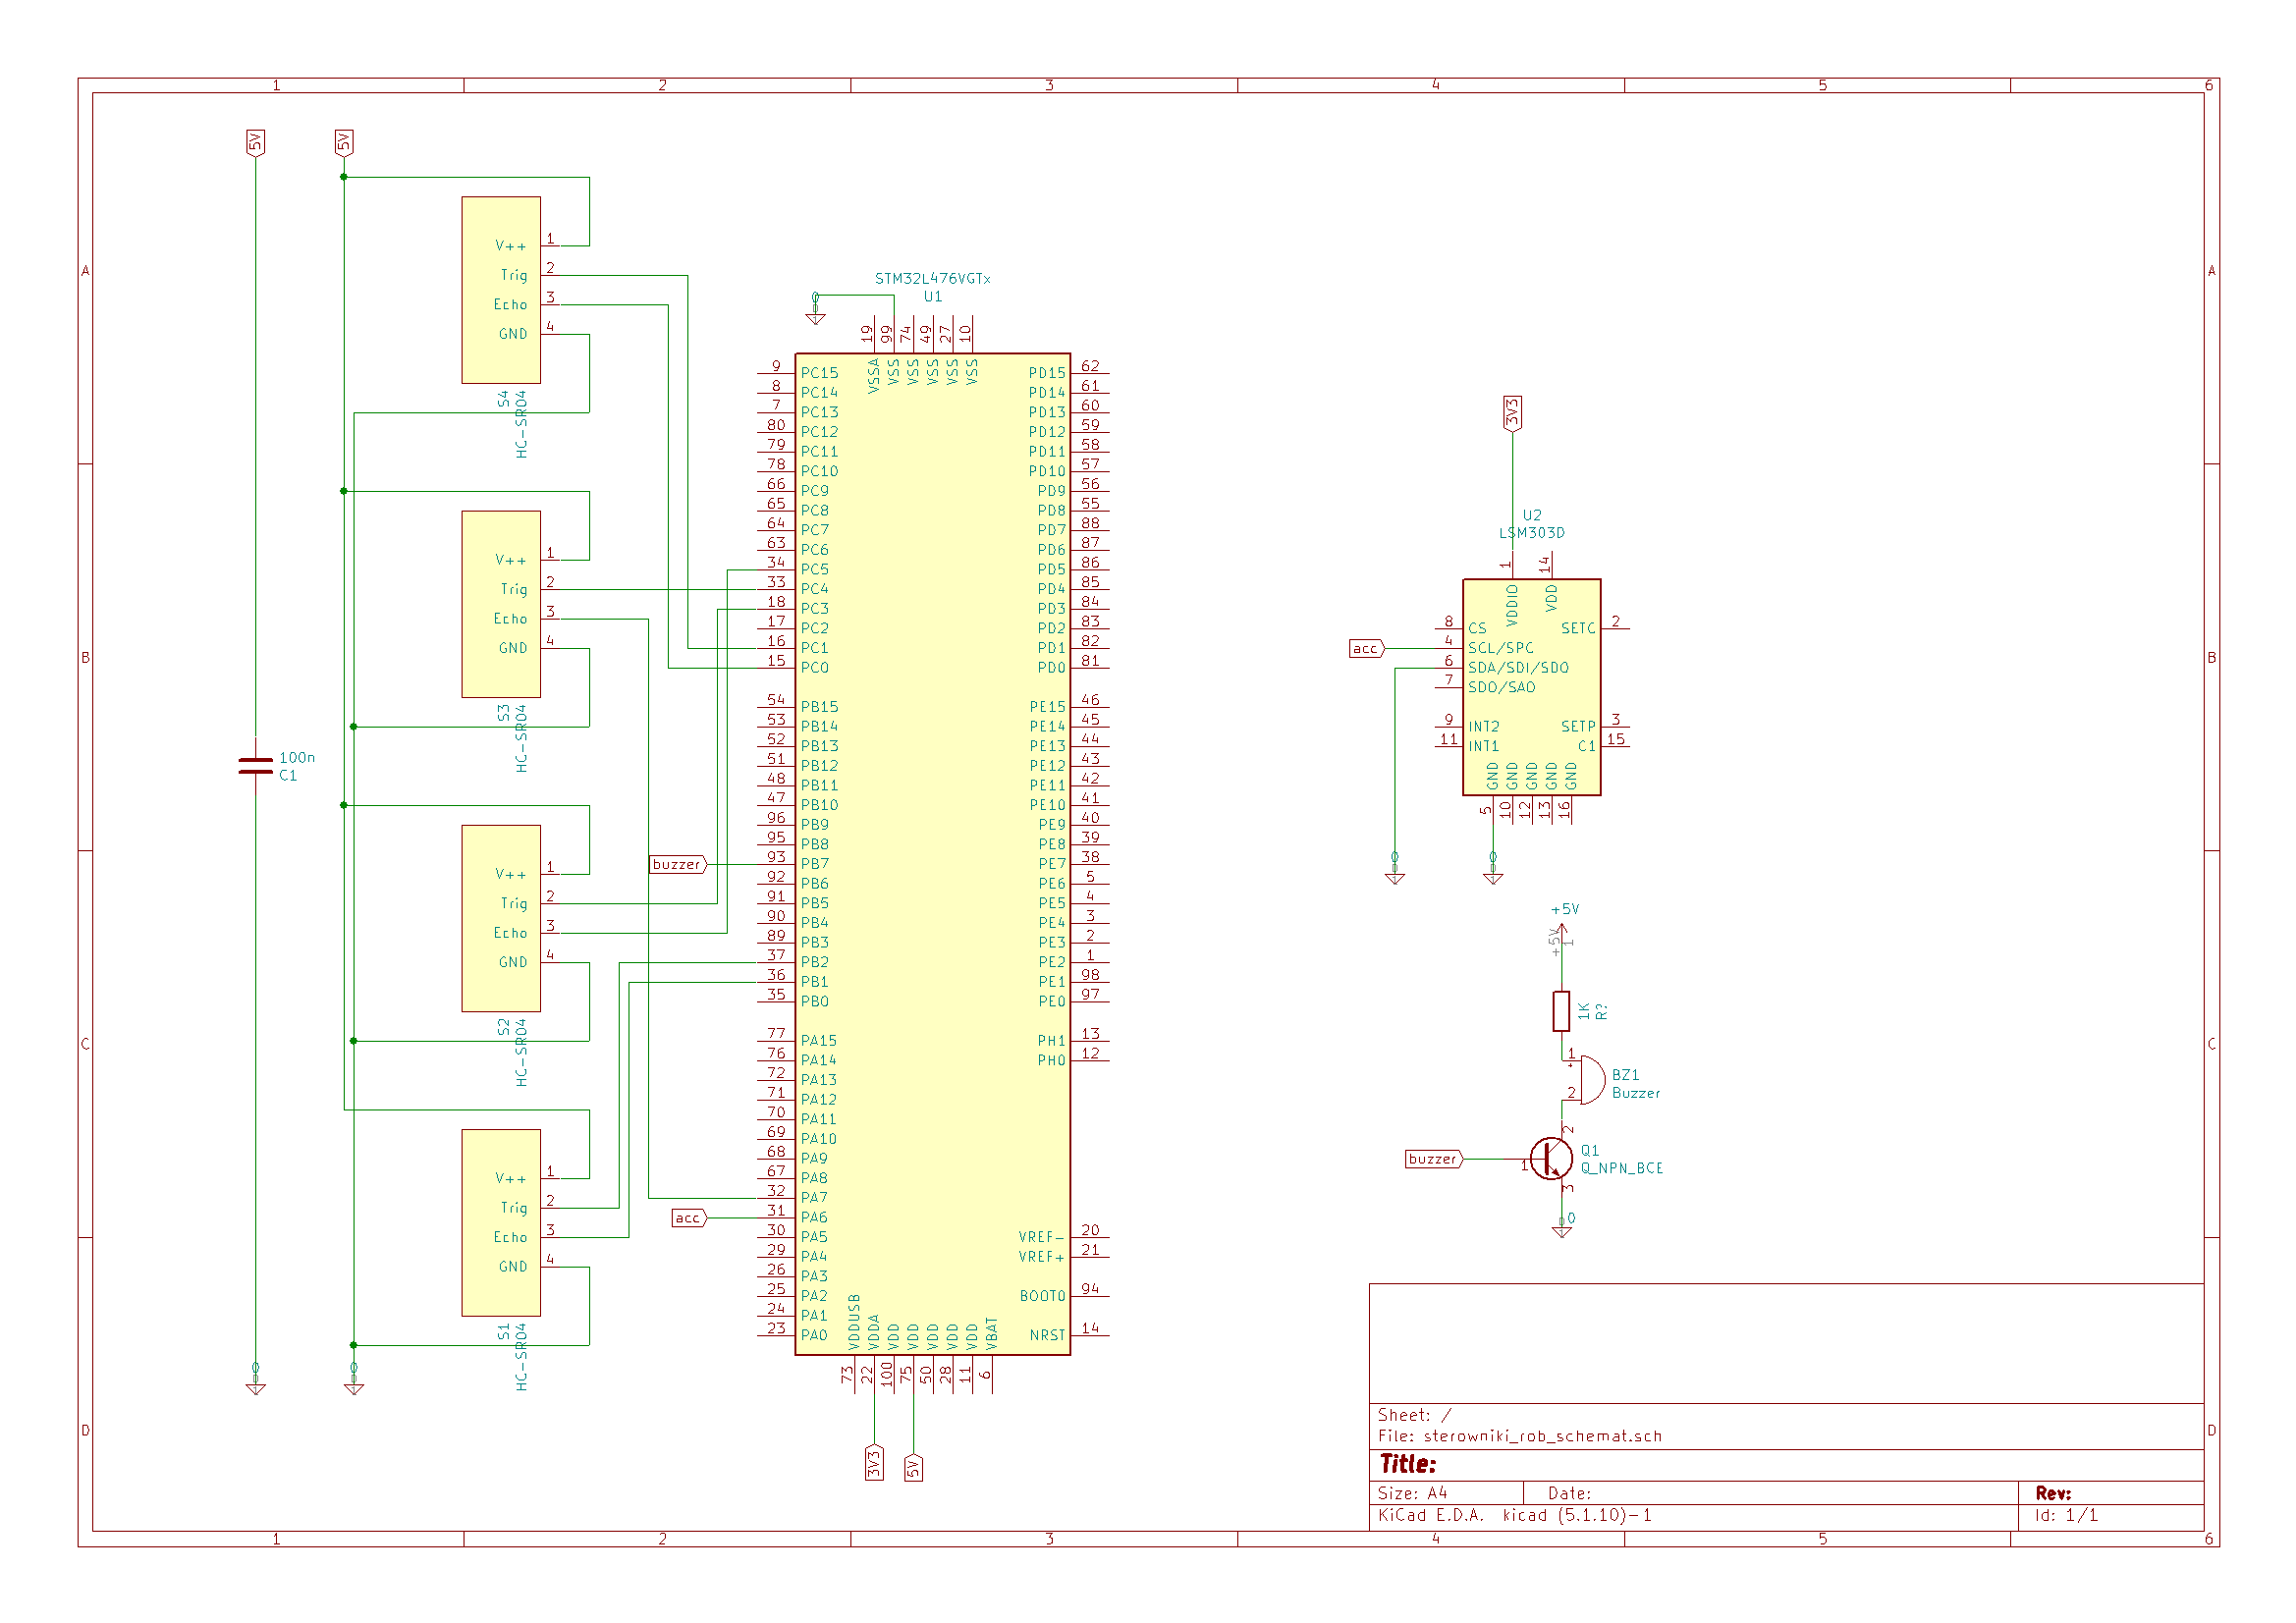 1 2 3 4 5 6
A A
B B
C C
D D
1 2 3 4 5 6
5V
5V
100n
C1
0
0
V++ 1
Trig 2
Echo 3
GND 4
S4
HC-SR04
V++ 1
Trig 2
Echo 3
GND 4
S3
HC-SR04
V++ 1
Trig 2
Echo 3
GND 4
S2
HC-SR04
V++ 1
Trig 2
Echo 3
GND 4
S1
HC-SR04
STM32L476VGTx
U1
0
19 99 74 49 27 10
VSSA VSS VSS VSS VSS VSS
9 PC15 PD15 62
8 PC14 PD14 61
7 PC13 PD13 60
80 PC12 PD12 59
79 PC11 PD11 58
78 PC10 PD10 57
66 PC9 PD9 56
65 PC8 PD8 55
64 PC7 PD7 88
63 PC6 PD6 87
34 PC5 PD5 86
33 PC4 PD4 85
18 PC3 PD3 84
17 PC2 PD2 83
16 PC1 PD1 82
15 PC0 PD0 81
54 PB15 PE15 46
53 PB14 PE14 45
52 PB13 PE13 44
51 PB12 PE12 43
48 PB11 PE11 42
47 PB10 PE10 41
96 PB9 PE9 40
95 PB8 PE8 39
buzzer 93 PB7 PE7 38
92 PB6 PE6 5
91 PB5 PE5 4
90 PB4 PE4 3
89 PB3 PE3 2
37 PB2 PE2 1
36 PB1 PE1 98
35 PB0 PE0 97
77 PA15 PH1 13
76 PA14 PH0 12
72 PA13
71 PA12
70 PA11
69 PA10
68 PA9
67 PA8
32 PA7
acc 31 PA6
30 PA5 VREF- 20
29 PA4 VREF+ 21
26 PA3
25 PA2 BOOT0 94
24 PA1
23 PA0 NRST 14
VDDUSB VDDA VDD VDD VDD VDD VDD VBAT
73 22 100 75 50 28 11 6
3V3 5V
3V3
U2
LSM303D
1 14
VDDIO VDD
8 CS SETC 2
acc 4 SCL/SPC
6 SDA/SDI/SDO
7 SDO/SA0
9 INT2 SETP 3
11 INT1 C1 15
GND GND GND GND GND
5 10 12 13 16
0 0
+5V
+5V
1
1K
R?
1
+
2
BZ1
Buzzer
2
buzzer 1
Q1
Q_NPN_BCE
3
0
Sheet: /
File: sterowniki_rob_schemat.sch
Title:
Size: A4 Date: Rev:
KiCad E.D.A. kicad (5.1.10)-1 Id: 1/1